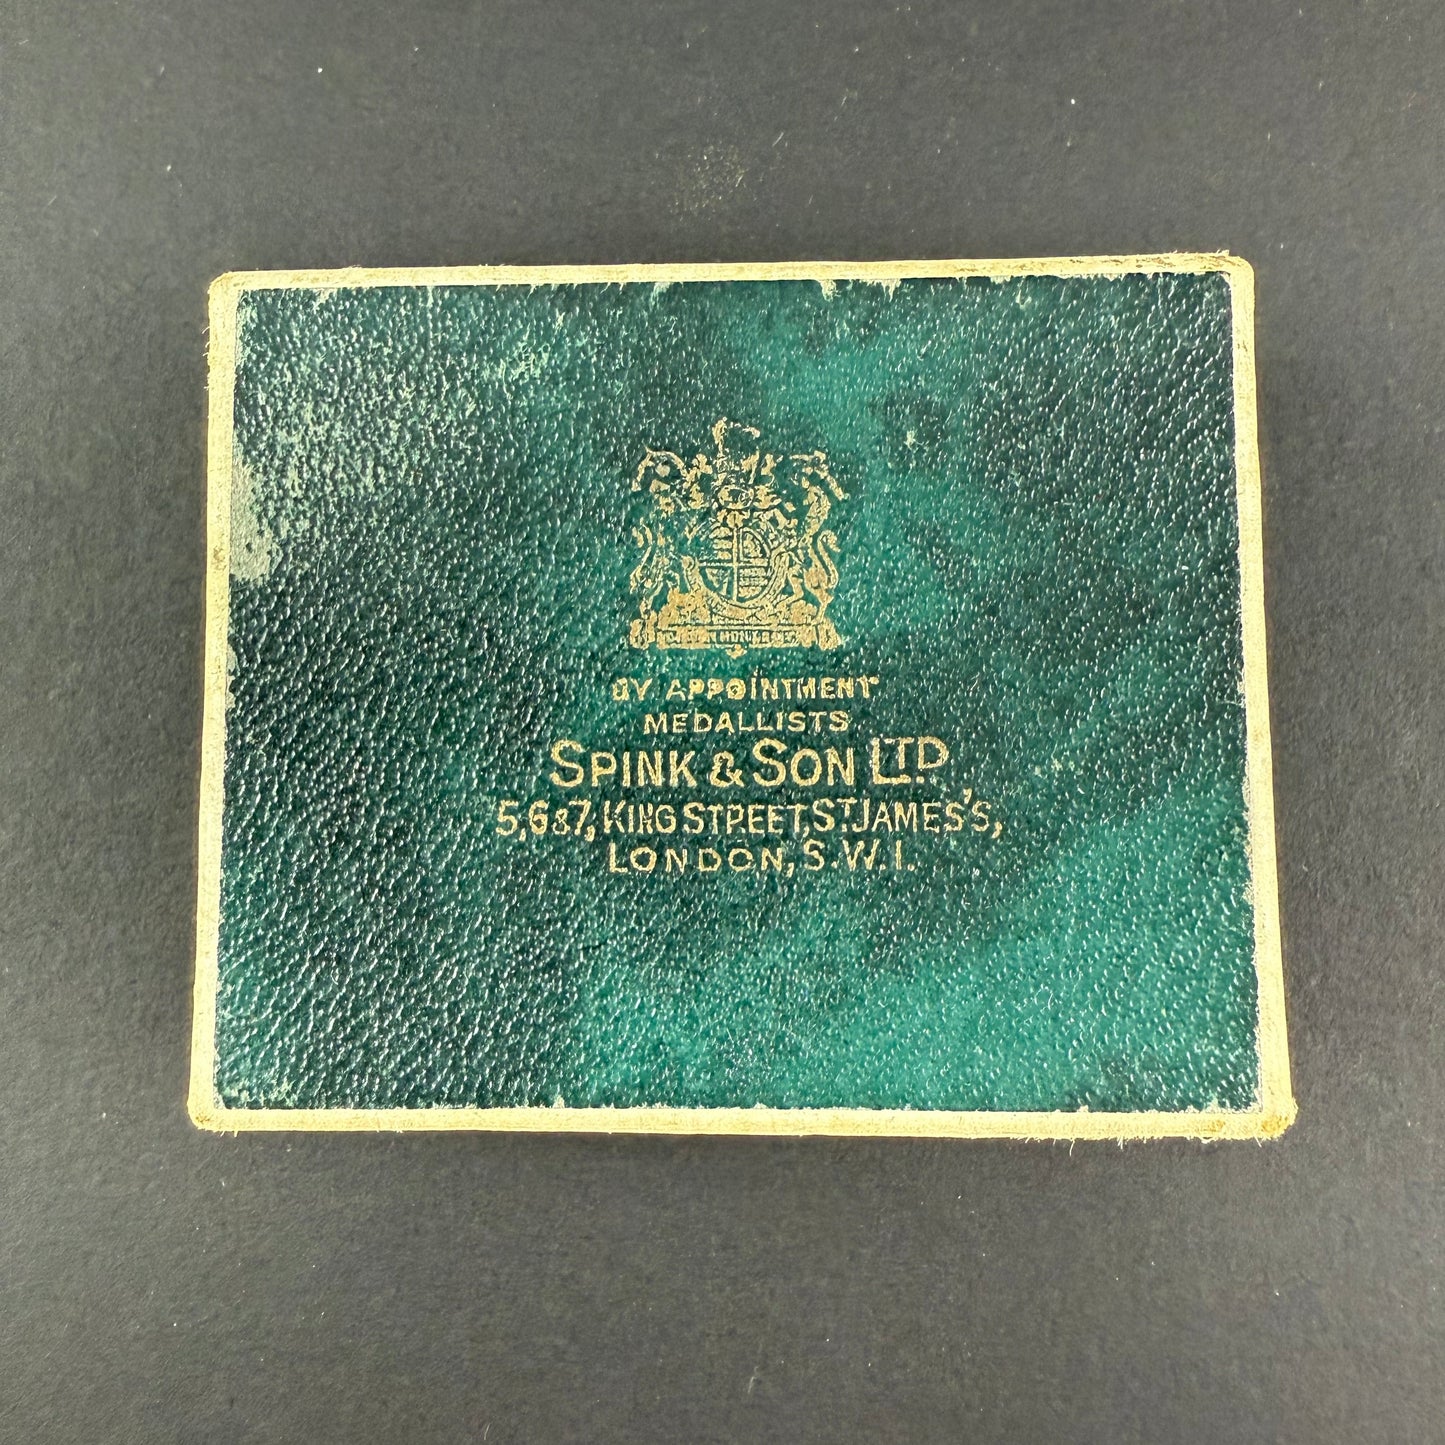 BY APPOINTMENT
MEDALLISTS
SPINK & SON LTD
5,6&7, KING STREET, ST JAMES'S,
LONDON, S.W.1.